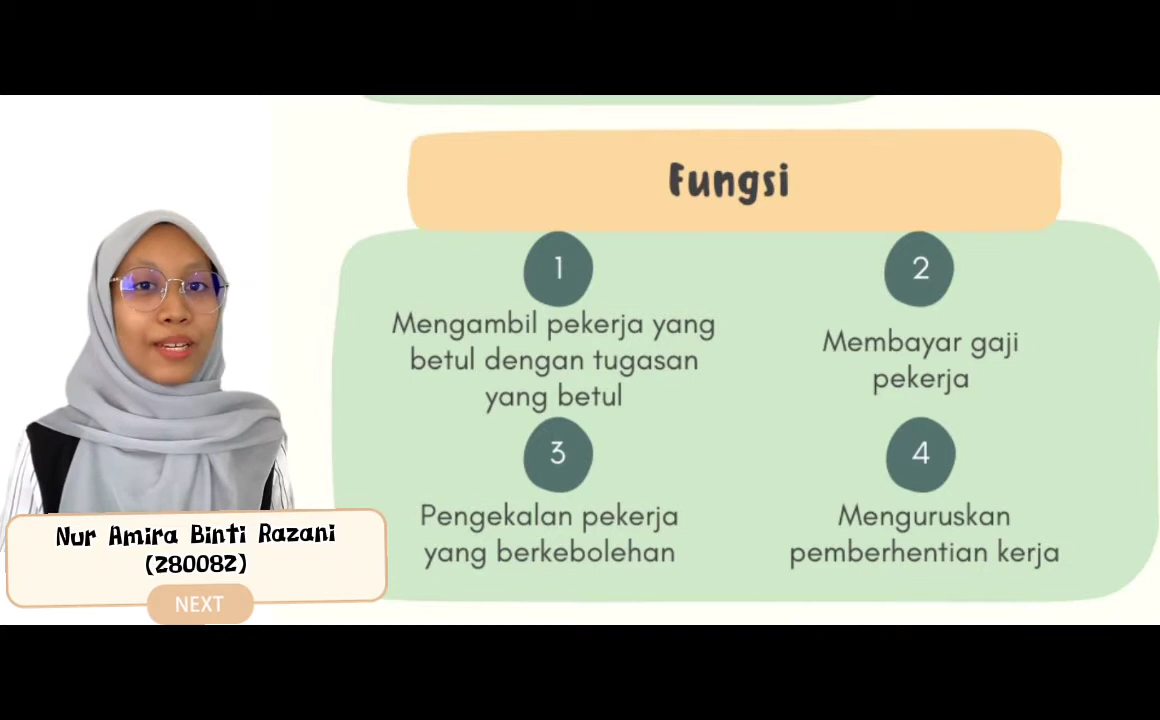 Fungsi
1
Mengambil pekerja yang
betul dengan tugasan
yang betul
2
Membayar gaji
pekerja
3
Pengekalan pekerja
yang berkebolehan
4
Menguruskan
pemberhentian kerja
Nur Amira Binti Razani
(280082)
NEXT